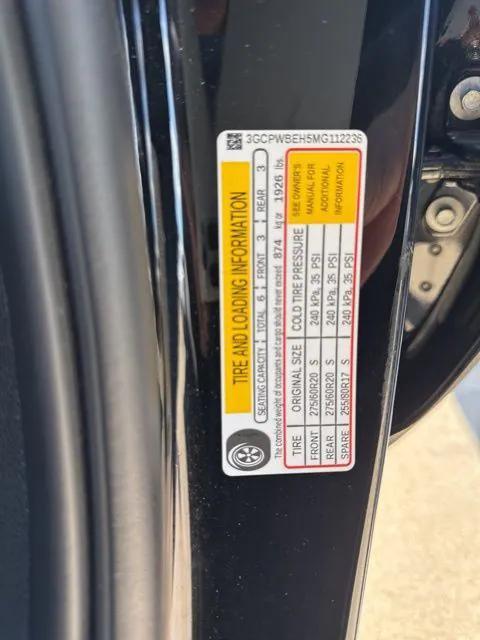 3GCPWBEH5MG112236
TIRE AND LOADING INFORMATION
SEATING CAPACITY TOTAL 6 FRONT 3 REAR 3
The combined weight of occupants and cargo should never exceed 874 kg or 1926 lbs.
TIRE ORIGINAL SIZE COLD TIRE PRESSURE SEE OWNER'S
FRONT 275/60R20 S 240 kPa, 35 PSI MANUAL FOR
REAR 275/60R20 S 240 kPa, 35 PSI ADDITIONAL
SPARE 255/80R17 S 240 kPa, 35 PSI INFORMATION